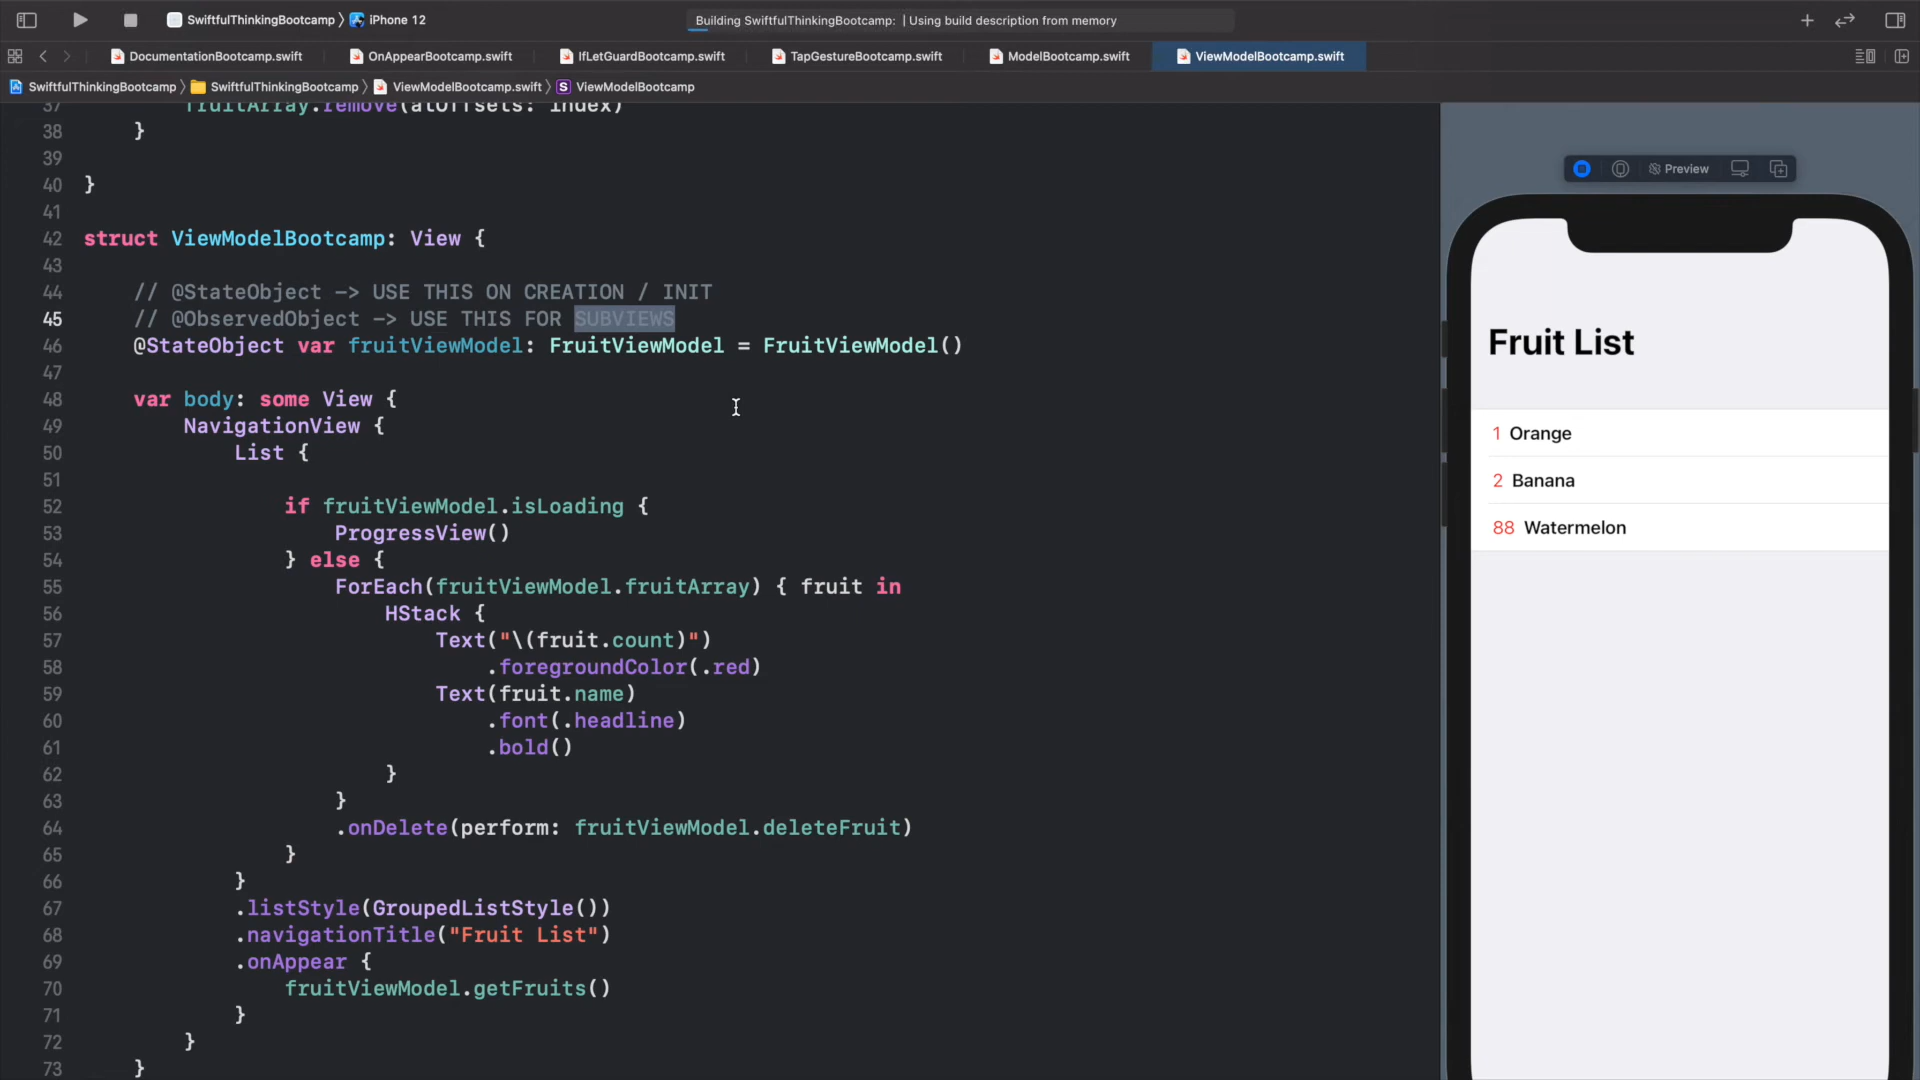 SwiftfulThinkingBootcamp 〉 iPhone 12
Building SwiftfulThinkingBootcamp: | Using build description from memory
DocumentationBootcamp.swift
OnAppearBootcamp.swift
IfLetGuardBootcamp.swift
TapGestureBootcamp.swift
ModelBootcamp.swift
ViewModelBootcamp.swift
SwiftfulThinkingBootcamp 〉 SwiftfulThinkingBootcamp 〉 ViewModelBootcamp.swift 〉 S ViewModelBootcamp
37 fruitArray.remove(atOffsets: index)
38 }
39
40 }
41
42 struct ViewModelBootcamp: View {
43
44 // @StateObject -> USE THIS ON CREATION / INIT
45 // @ObservedObject -> USE THIS FOR SUBVIEWS
46 @StateObject var fruitViewModel: FruitViewModel = FruitViewModel()
47
48 var body: some View {
49 NavigationView {
50 List {
51
52 if fruitViewModel.isLoading {
53 ProgressView()
54 } else {
55 ForEach(fruitViewModel.fruitArray) { fruit in
56 HStack {
57 Text("\(fruit.count)")
58 .foregroundColor(.red)
59 Text(fruit.name)
60 .font(.headline)
61 .bold()
62 }
63 }
64 .onDelete(perform: fruitViewModel.deleteFruit)
65 }
66 }
67 .listStyle(GroupedListStyle())
68 .navigationTitle("Fruit List")
69 .onAppear {
70 fruitViewModel.getFruits()
71 }
72 }
73 }
Preview
Fruit List
1 Orange
2 Banana
88 Watermelon